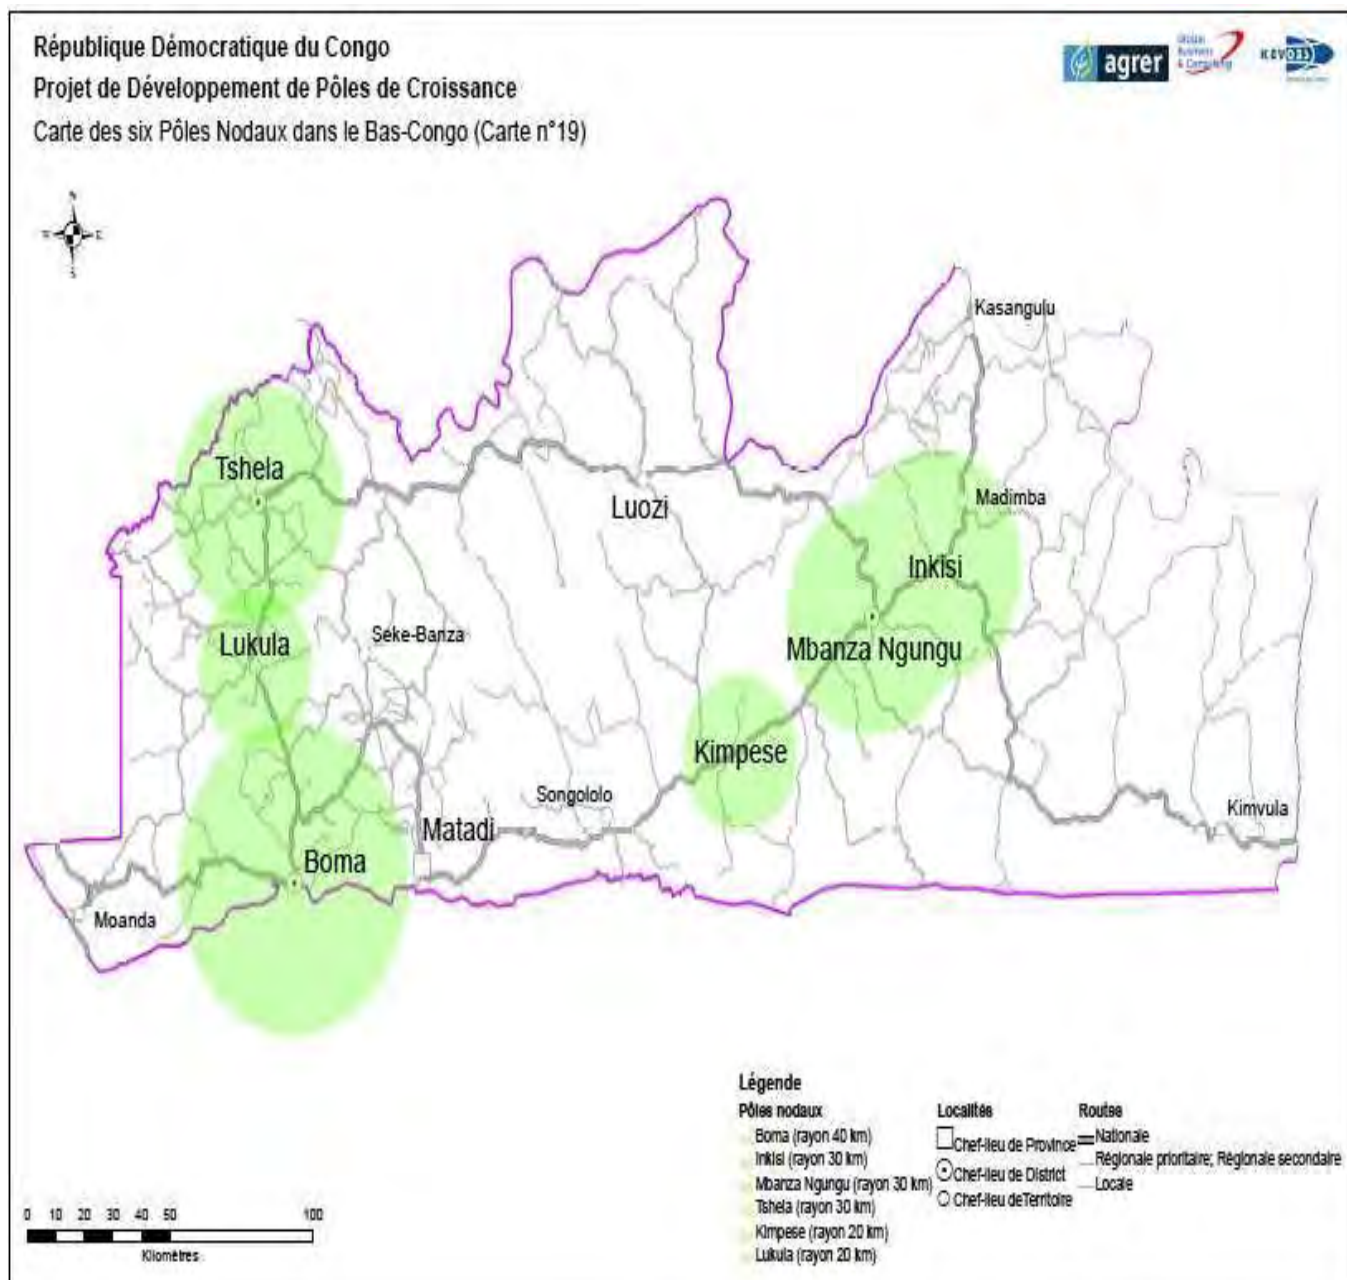 République Démocratique du Congo
Projet de Développement de Pôles de Croissance
Carte des six Pôles Nodaux dans le Bas-Congo (Carte n°19)
agrer
Global
Business
& Computing
N
E
S
Kasangulu
Tshela
Luozi
Madimba
Inkisi
Lukula
Seke-Banza
Mbanza Ngungu
Kimpese
Songololo
Kimvula
Matadi
Boma
Moanda
Légende
Pôles nodaux
Boma (rayon 40 km)
Inkisi (rayon 30 km)
Mbanza Ngungu (rayon 30 km)
Tshela (rayon 30 km)
Kimpese (rayon 20 km)
Lukula (rayon 20 km)
Localités
Chef-lieu de Province
Chef-lieu de District
Chef-lieu de Territoire
Routes
Nationale
Régionale prioritaire; Régionale secondaire
Locale
0 10 20 30 40 50 100
Kilomètres